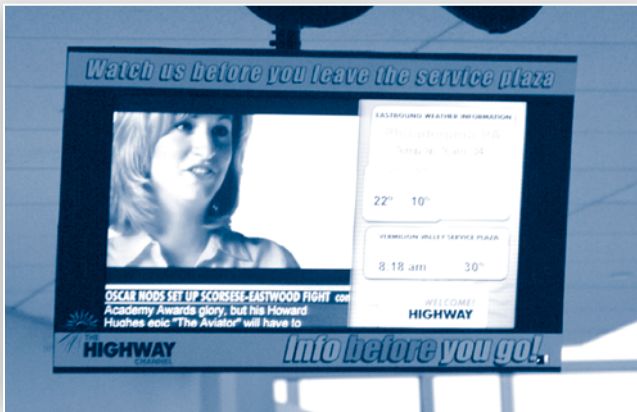 Watch us before you leave the service plaza
EASTBOUND WEATHER INFORMATION
22° 10°
VERMILION VALLEY SERVICE PLAZA
8:18 am 30°
OSCAR NODS SET UP SCORSESE-EASTWOOD FIGHT
Academy Awards glory, but his Howard
Hughes epic "The Aviator" will have to
WELCOME!
HIGHWAY
THE
HIGHWAY
CHANNEL
Info before you go!